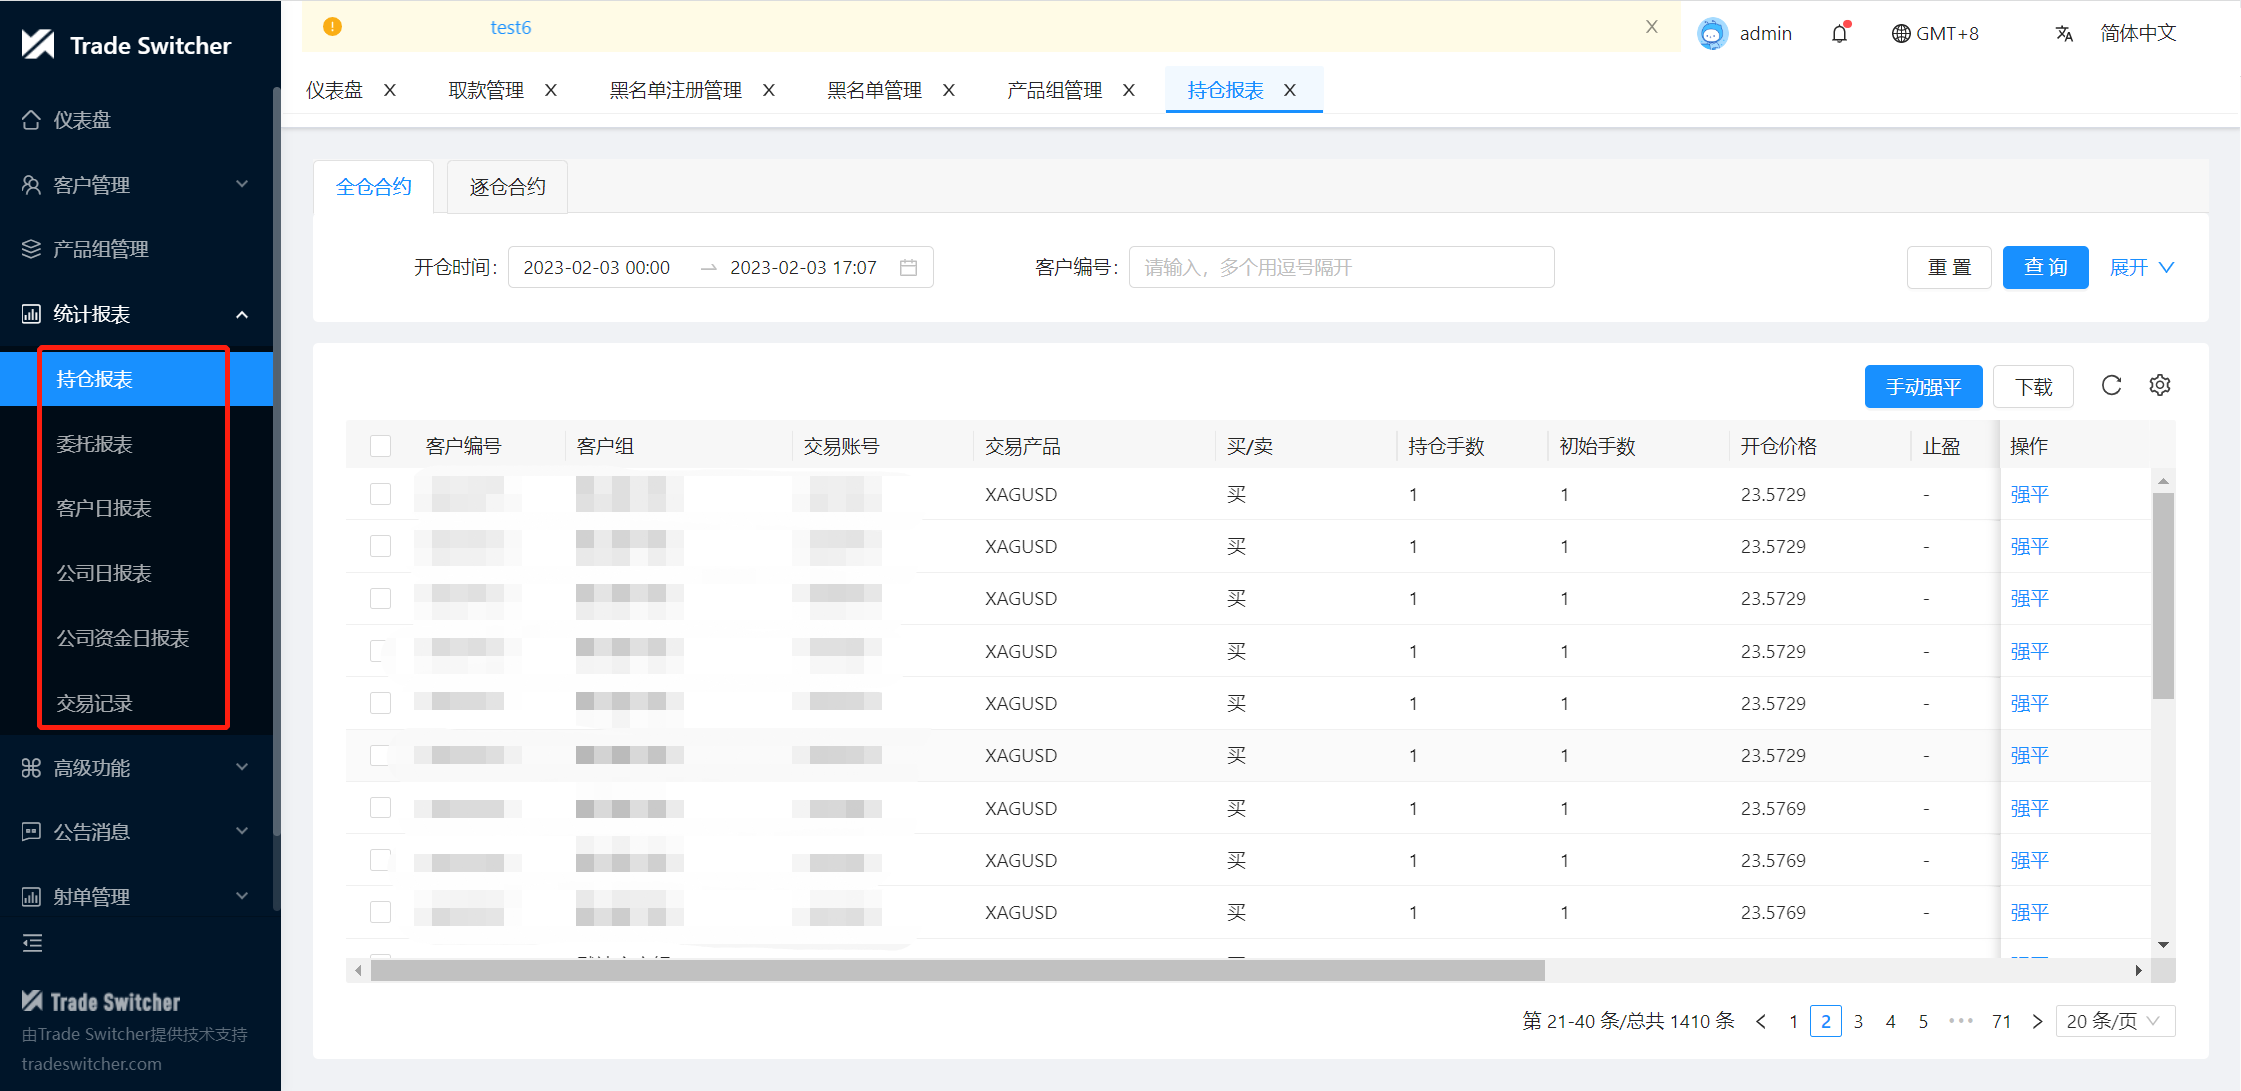 Trade Switcher
仪表盘
客户管理
产品组管理
统计报表
持仓报表
委托报表
客户日报表
公司日报表
公司资金日报表
交易记录
高级功能
公告消息
射单管理
Trade Switcher
由Trade Switcher提供技术支持
tradeswitcher.com
test6 X
admin GMT+8 简体中文
仪表盘 X 取款管理 X 黑名单注册管理 X 黑名单管理 X 产品组管理 X 持仓报表 X
全仓合约 逐仓合约
开仓时间: 2023-02-03 00:00 → 2023-02-03 17:07 客户编号: 请输入，多个用逗号隔开 重 置 查 询 展开
手动强平 下载
客户编号 客户组 交易账号 交易产品 买/卖 持仓手数 初始手数 开仓价格 止盈 操作
XAGUSD 买 1 1 23.5729 - 强平
XAGUSD 买 1 1 23.5729 - 强平
XAGUSD 买 1 1 23.5729 - 强平
XAGUSD 买 1 1 23.5729 - 强平
XAGUSD 买 1 1 23.5729 - 强平
XAGUSD 买 1 1 23.5729 - 强平
XAGUSD 买 1 1 23.5769 - 强平
XAGUSD 买 1 1 23.5769 - 强平
XAGUSD 买 1 1 23.5769 - 强平
第 21-40 条/总共 1410 条 < 1 2 3 4 5 ••• 71 > 20 条/页